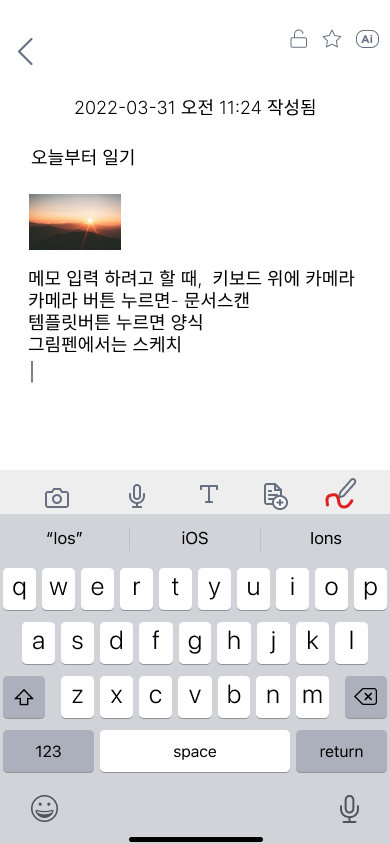 Ai
2022-03-31 오전 11:24 작성됨
오늘부터 일기
메모 입력 하려고 할 때, 키보드 위에 카메라
카메라 버튼 누르면- 문서스캔
템플릿버튼 누르면 양식
그림펜에서는 스케치
T
“Ios” iOS Ions
q w e r t y u i o p
a s d f g h j k l
z x c v b n m
123 space return